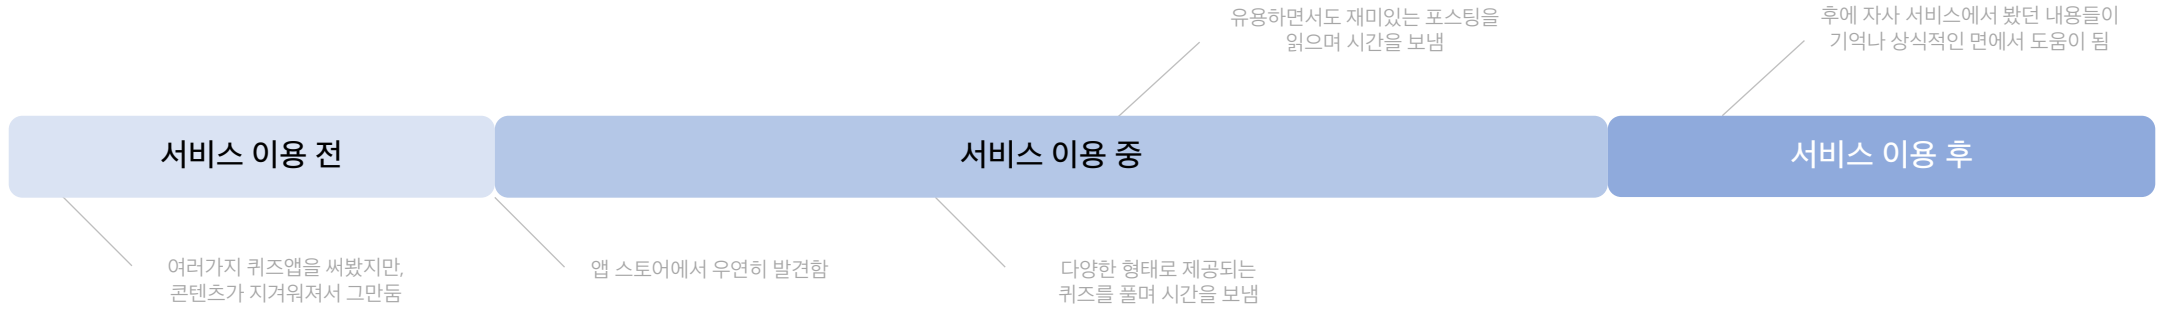 유용하면서도 재미있는 포스팅을
읽으며 시간을 보냄
후에 자사 서비스에서 봤던 내용들이
기억나 상식적인 면에서 도움이 됨
서비스 이용 전
서비스 이용 중
서비스 이용 후
여러가지 퀴즈앱을 써봤지만,
콘텐츠가 지겨워져서 그만둠
앱 스토어에서 우연히 발견함
다양한 형태로 제공되는
퀴즈를 풀며 시간을 보냄